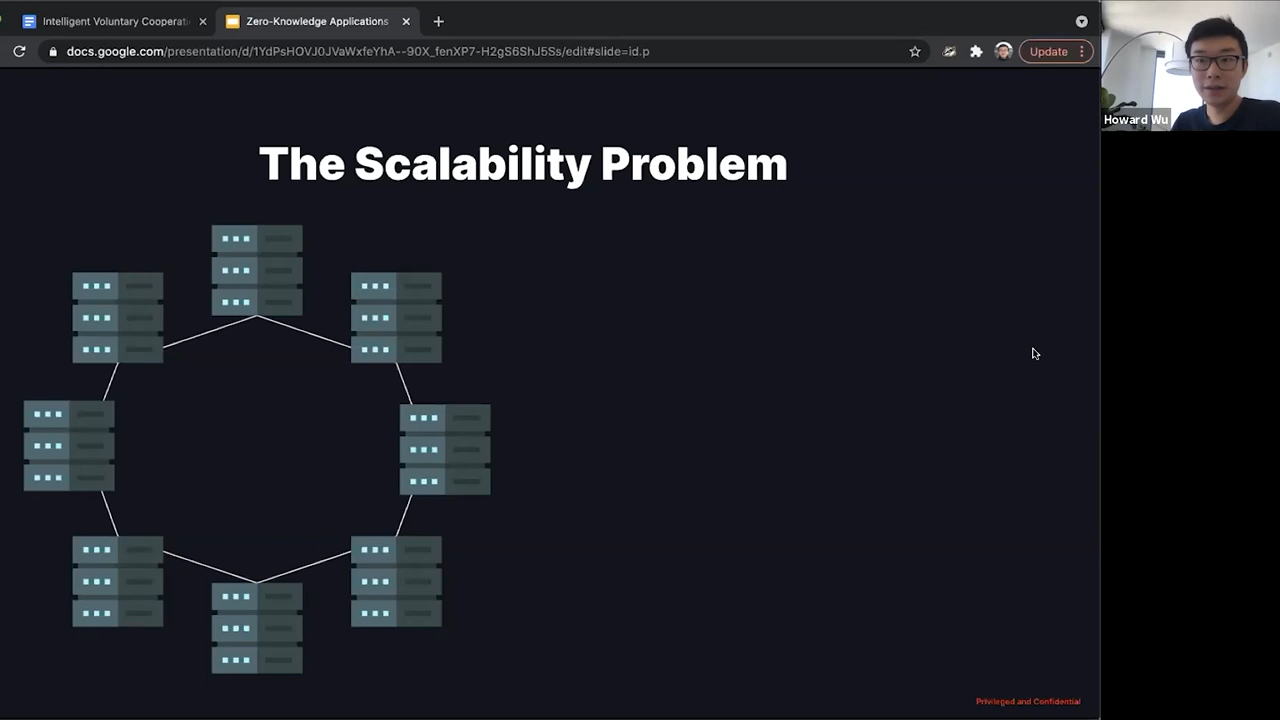 Intelligent Voluntary Cooperati
Zero-Knowledge Applications
docs.google.com/presentation/d/1YdPsHOVJ0JVaWxfeYhA--90X_fenXP7-H2gS6ShJ5Ss/edit#slide=id.p
Update
Howard Wu
The Scalability Problem
Privileged and Confidential